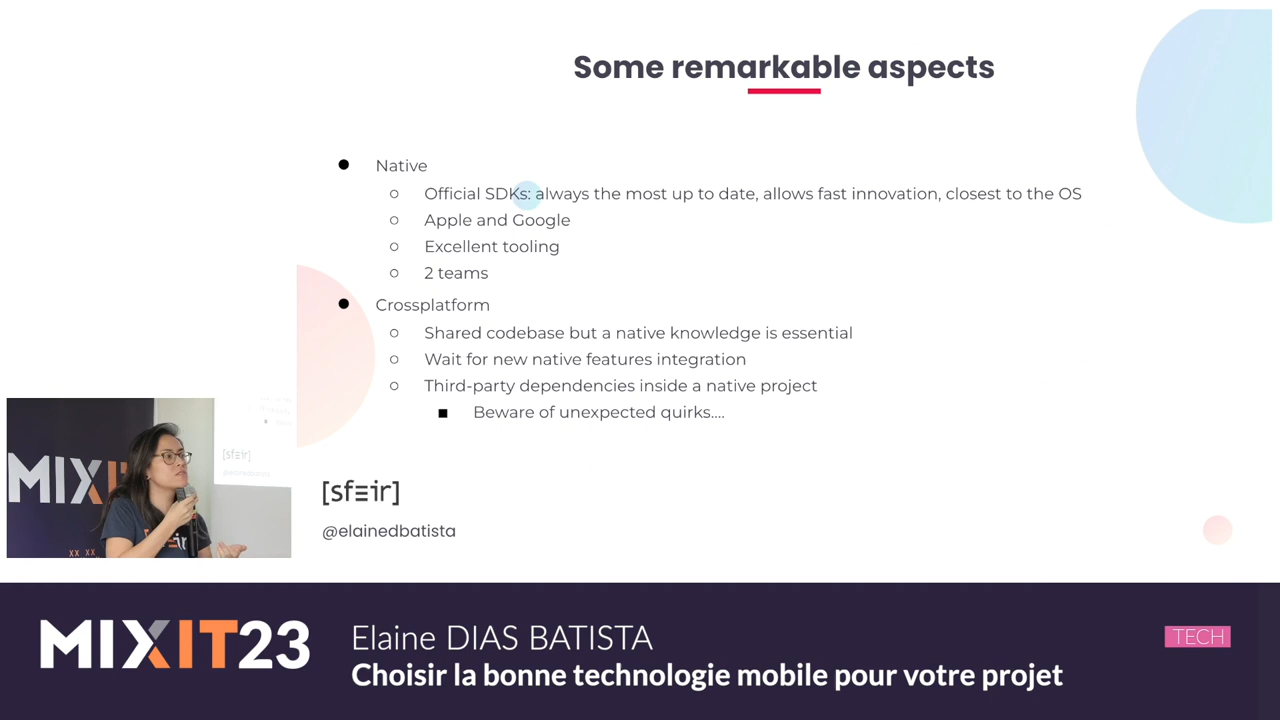 Some remarkable aspects
● Native
○ Official SDKs: always the most up to date, allows fast innovation, closest to the OS
○ Apple and Google
○ Excellent tooling
○ 2 teams
● Crossplatform
○ Shared codebase but a native knowledge is essential
○ Wait for new native features integration
○ Third-party dependencies inside a native project
■ Beware of unexpected quirks....
[sfeir]
@elainedbatista
MIXIT
[sfeir]
@elainedbatista
MIXIT23
Elaine DIAS BATISTA
Choisir la bonne technologie mobile pour votre projet
TECH